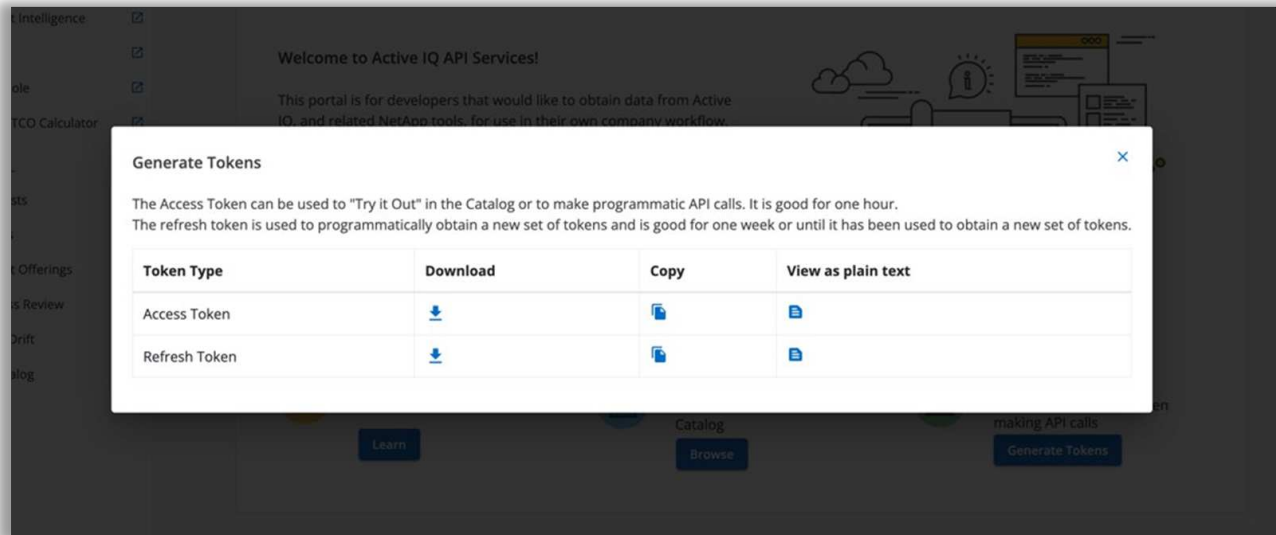 t Intelligence
Welcome to Active IQ API Services!
ole
This portal is for developers that would like to obtain data from Active
TCO Calculator
IQ, and related NetApp tools, for use in their own company workflow.
Generate Tokens
The Access Token can be used to "Try it Out" in the Catalog or to make programmatic API calls. It is good for one hour.
sts
The refresh token is used to programmatically obtain a new set of tokens and is good for one week or until it has been used to obtain a new set of tokens.
t Offerings
Token Type Download Copy View as plain text
ss Review
Access Token
Drift
Refresh Token
alog
en
Catalog
making API calls
Learn
Browse
Generate Tokens